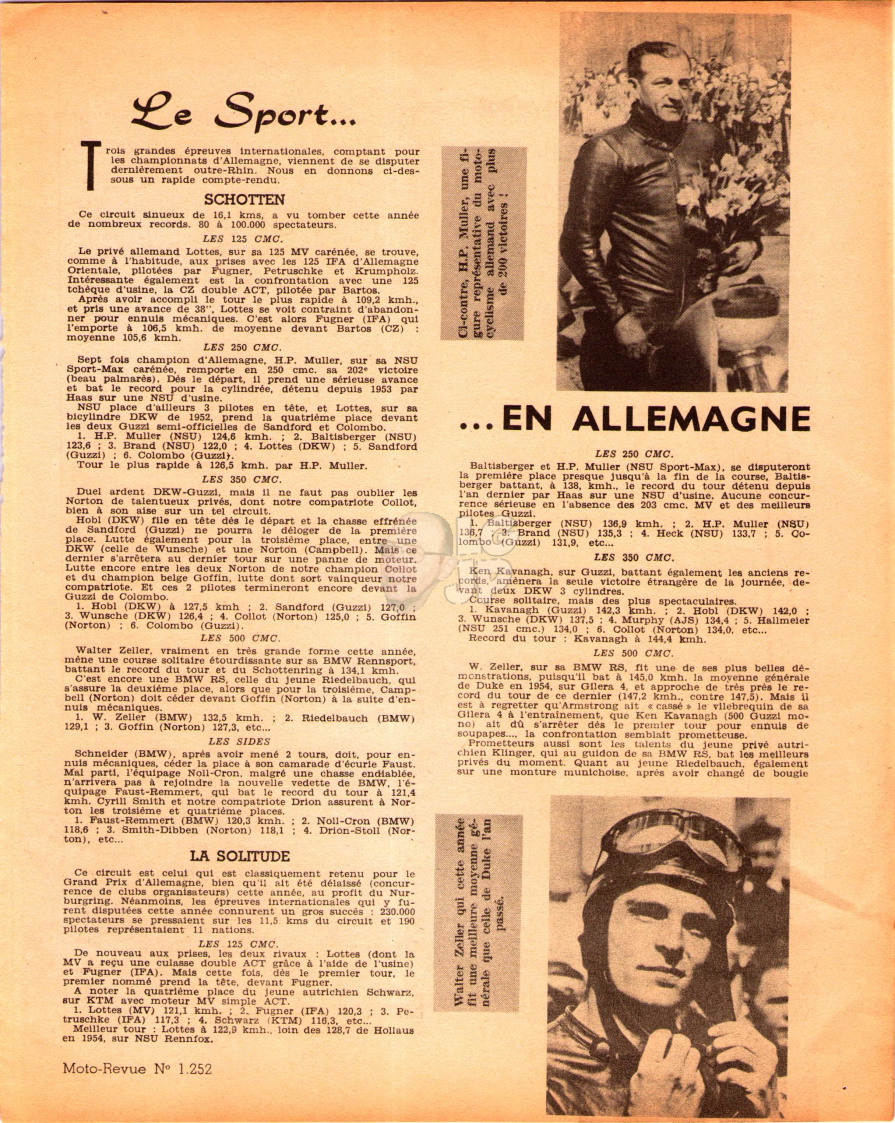 Le Sport...
Trois grandes épreuves internationales, comptant pour
les championnats d'Allemagne, viennent de se disputer
dernièrement outre-Rhin. Nous en donnons ci-des-
sous un rapide compte-rendu.
SCHOTTEN
Ce circuit sinueux de 16,1 kms, a vu tomber cette année
de nombreux records. 80 à 100.000 spectateurs.
LES 125 CMC.
Le privé allemand Lottes, sur sa 125 MV carénée, se trouve,
comme à l'habitude, aux prises avec les 125 IFA d'Allemagne
Orientale, pilotées par Fugner, Petruschke et Krumpholz.
Intéressante également est la confrontation avec une 125
tchèque d'usine, la CZ double ACT, pilotée par Bartos.
Après avoir accompli le tour le plus rapide à 109,2 kmh.,
et pris une avance de 38'', Lottes se voit contraint d'abandon-
ner pour ennuis mécaniques. C'est alors Fugner (IFA) qui
l'emporte à 106,5 kmh. de moyenne devant Bartos (CZ) :
moyenne 105,6 kmh.
LES 250 CMC.
Sept fois champion d'Allemagne, H.P. Muller, sur sa NSU
Sport-Max carénée, remporte en 250 cmc. sa 202e victoire
(beau palmarès). Dès le départ, il prend une sérieuse avance
et bat le record pour la cylindrée, détenu depuis 1953 par
Haas sur une NSU d'usine.
NSU place d'ailleurs 3 pilotes en tête, et Lottes, sur sa
bicylindre DKW de 1952, prend la quatrième place devant
les deux Guzzi semi-officielles de Sandford et Colombo.
1. H.P. Muller (NSU) 124,6 kmh. ; 2. Baltisberger (NSU)
123,6 ; 3. Brand (NSU) 122,0 ; 4. Lottes (DKW) ; 5. Sandford
(Guzzi) ; 6. Colombo (Guzzi).
Tour le plus rapide à 126,5 kmh. par H.P. Muller.
LES 350 CMC.
Duel ardent DKW-Guzzi, mais il ne faut pas oublier les
Norton de talentueux privés, dont notre compatriote Collot,
bien à son aise sur un tel circuit.
Hobl (DKW) file en tête dès le départ et la chasse effrénée
de Sandford (Guzzi) ne pourra le déloger de la première
place. Lutte également pour la troisième place, entre une
DKW (celle de Wunsche) et une Norton (Campbell). Mais ce
dernier s'arrêtera au dernier tour sur une panne de moteur.
Lutte encore entre les deux Norton de notre champion Collot
et du champion belge Goffin, lutte dont sort vainqueur notre
compatriote. Et ces 2 pilotes termineront encore devant la
Guzzi de Colombo.
1. Hobl (DKW) à 127,5 kmh ; 2. Sandford (Guzzi) 127,0 ;
3. Wunsche (DKW) 126,4 ; 4. Collot (Norton) 125,0 ; 5. Goffin
(Norton) ; 6. Colombo (Guzzi).
LES 500 CMC.
Walter Zeller, vraiment en très grande forme cette année,
mène une course solitaire étourdissante sur sa BMW Rennsport,
battant le record du tour et du Schottenring à 134,1 kmh.
C'est encore une BMW RS, celle du jeune Riedelbauch, qui
s'assure la deuxième place, alors que pour la troisième, Camp-
bell (Norton) doit céder devant Goffin (Norton) à la suite d'en-
nuis mécaniques.
1. W. Zeller (BMW) 132,5 kmh. ; 2. Riedelbauch (BMW)
129,1 ; 3. Goffin (Norton) 127,3, etc...
LES SIDES
Schneider (BMW), après avoir mené 2 tours, doit, pour en-
nuis mécaniques, céder la place à son camarade d'écurie Faust.
Mal parti, l'équipage Noll-Cron, malgré une chasse endiablée,
n'arrivera pas à rejoindre la nouvelle vedette de BMW, l'é-
quipage Faust-Remmert, qui bat le record du tour à 121,4
kmh. Cyril Smith et notre compatriote Drion assurent à Nor-
ton les troisième et quatrième places.
1. Faust-Remmert (BMW) 120,3 kmh. ; 2. Noll-Cron (BMW)
118,6 ; 3. Smith-Dibben (Norton) 118,1 ; 4. Drion-Stoll (Nor-
ton), etc...
LA SOLITUDE
Ce circuit est celui qui est classiquement retenu pour le
Grand Prix d'Allemagne, bien qu'il ait été délaissé (concur-
rence de clubs organisateurs) cette année, au profit du Nur-
burgring. Néanmoins, les épreuves internationales qui y fu-
rent disputées cette année connurent un gros succès : 230.000
spectateurs se pressaient sur les 11,5 kms du circuit et 190
pilotes représentaient 11 nations.
LES 125 CMC.
De nouveau aux prises, les deux rivaux : Lottes (dont la
MV a reçu une culasse double ACT grâce à l'aide de l'usine)
et Fugner (IFA). Mais cette fois, dès le premier tour, le
premier nommé prend la tête, devant Fugner.
A noter la quatrième place du jeune autrichien Schwarz,
sur KTM avec moteur MV simple ACT.
1. Lottes (MV) 121,1 kmh. ; 2. Fugner (IFA) 120,3 ; 3. Pe-
truschke (IFA) 117,3 ; 4. Schwarz (KTM) 116,3, etc...
Meilleur tour : Lottes à 122,9 kmh., loin des 128,7 de Hollaus
en 1954, sur NSU Rennfox.
Moto-Revue No 1.252
Ci-contre, H.P. Muller, une fi-
gure représentative du moto-
cyclisme allemand avec plus
de 200 victoires !
...EN ALLEMAGNE
LES 250 CMC.
Baltisberger et H.P. Muller (NSU Sport-Max), se disputeront
la première place presque jusqu'à la fin de la course, Baltis-
berger battant, à 138, kmh., le record du tour détenu depuis
l'an dernier par Haas sur une NSU d'usine. Aucune concur-
rence sérieuse en l'absence des 203 cmc. MV et des meilleurs
pilotes Guzzi.
1. Baltisberger (NSU) 136,9 kmh. ; 2. H.P. Muller (NSU)
136,7 ; 3. Brand (NSU) 135,3 ; 4. Heck (NSU) 133,7 ; 5. Co-
lombo (Guzzi) 131,9, etc...
LES 350 CMC.
Ken Kavanagh, sur Guzzi, battant également les anciens re-
cords, amènera la seule victoire étrangère de la journée, de-
vant deux DKW 3 cylindres.
Course solitaire, mais des plus spectaculaires.
1. Kavanagh (Guzzi) 142,3 kmh. ; 2. Hobl (DKW) 142,0 ;
3. Wunsche (DKW) 137,5 ; 4. Murphy (AJS) 134,4 ; 5. Hallmeier
(NSU 251 cmc.) 134,0 ; 6. Collot (Norton) 134,0, etc...
Record du tour : Kavanagh à 144,4 kmh.
LES 500 CMC.
W. Zeller, sur sa BMW RS, fit une de ses plus belles dé-
monstrations, puisqu'il bat à 145,0 kmh. la moyenne générale
de Duke en 1954, sur Gilera 4, et approche de très près le re-
cord du tour de ce dernier (147,2 kmh., contre 147,5). Mais il
est à regretter qu'Armstrong ait « cassé » le vilebrequin de sa
Gilera 4 à l'entraînement, que Ken Kavanagh (500 Guzzi mo-
no) ait dû s'arrêter dès le premier tour pour ennuis de
soupapes..., la confrontation semblait prometteuse.
Prometteurs aussi sont les talents du jeune privé autri-
chien Klinger, qui au guidon de sa BMW RS, bat les meilleurs
privés du moment. Quant au jeune Riedelbauch, également
sur une monture munichoise, après avoir changé de bougie
Walter Zeller qui cette année
fit une meilleure moyenne gé-
nérale que celle de Duke l'an
passé.